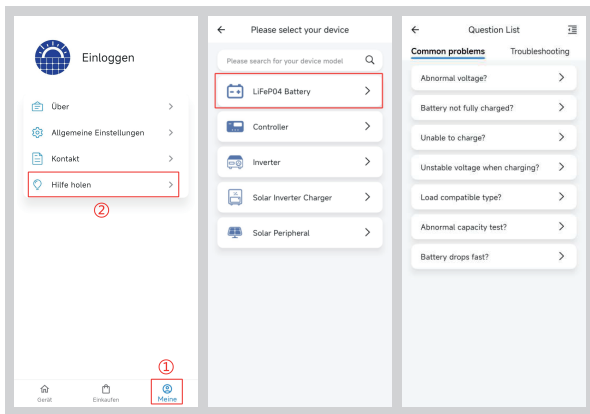 Einloggen
Über
Allgemeine Einstellungen
Kontakt
Hilfe holen
②
①
Gerät
Einkaufen
Meine
Please select your device
Please search for your device model
LiFeP04 Battery
Controller
Inverter
Solar Inverter Charger
Solar Peripheral
Question List
Common problems Troubleshooting
Abnormal voltage?
Battery not fully charged?
Unable to charge?
Unstable voltage when charging?
Load compatible type?
Abnormal capacity test?
Battery drops fast?